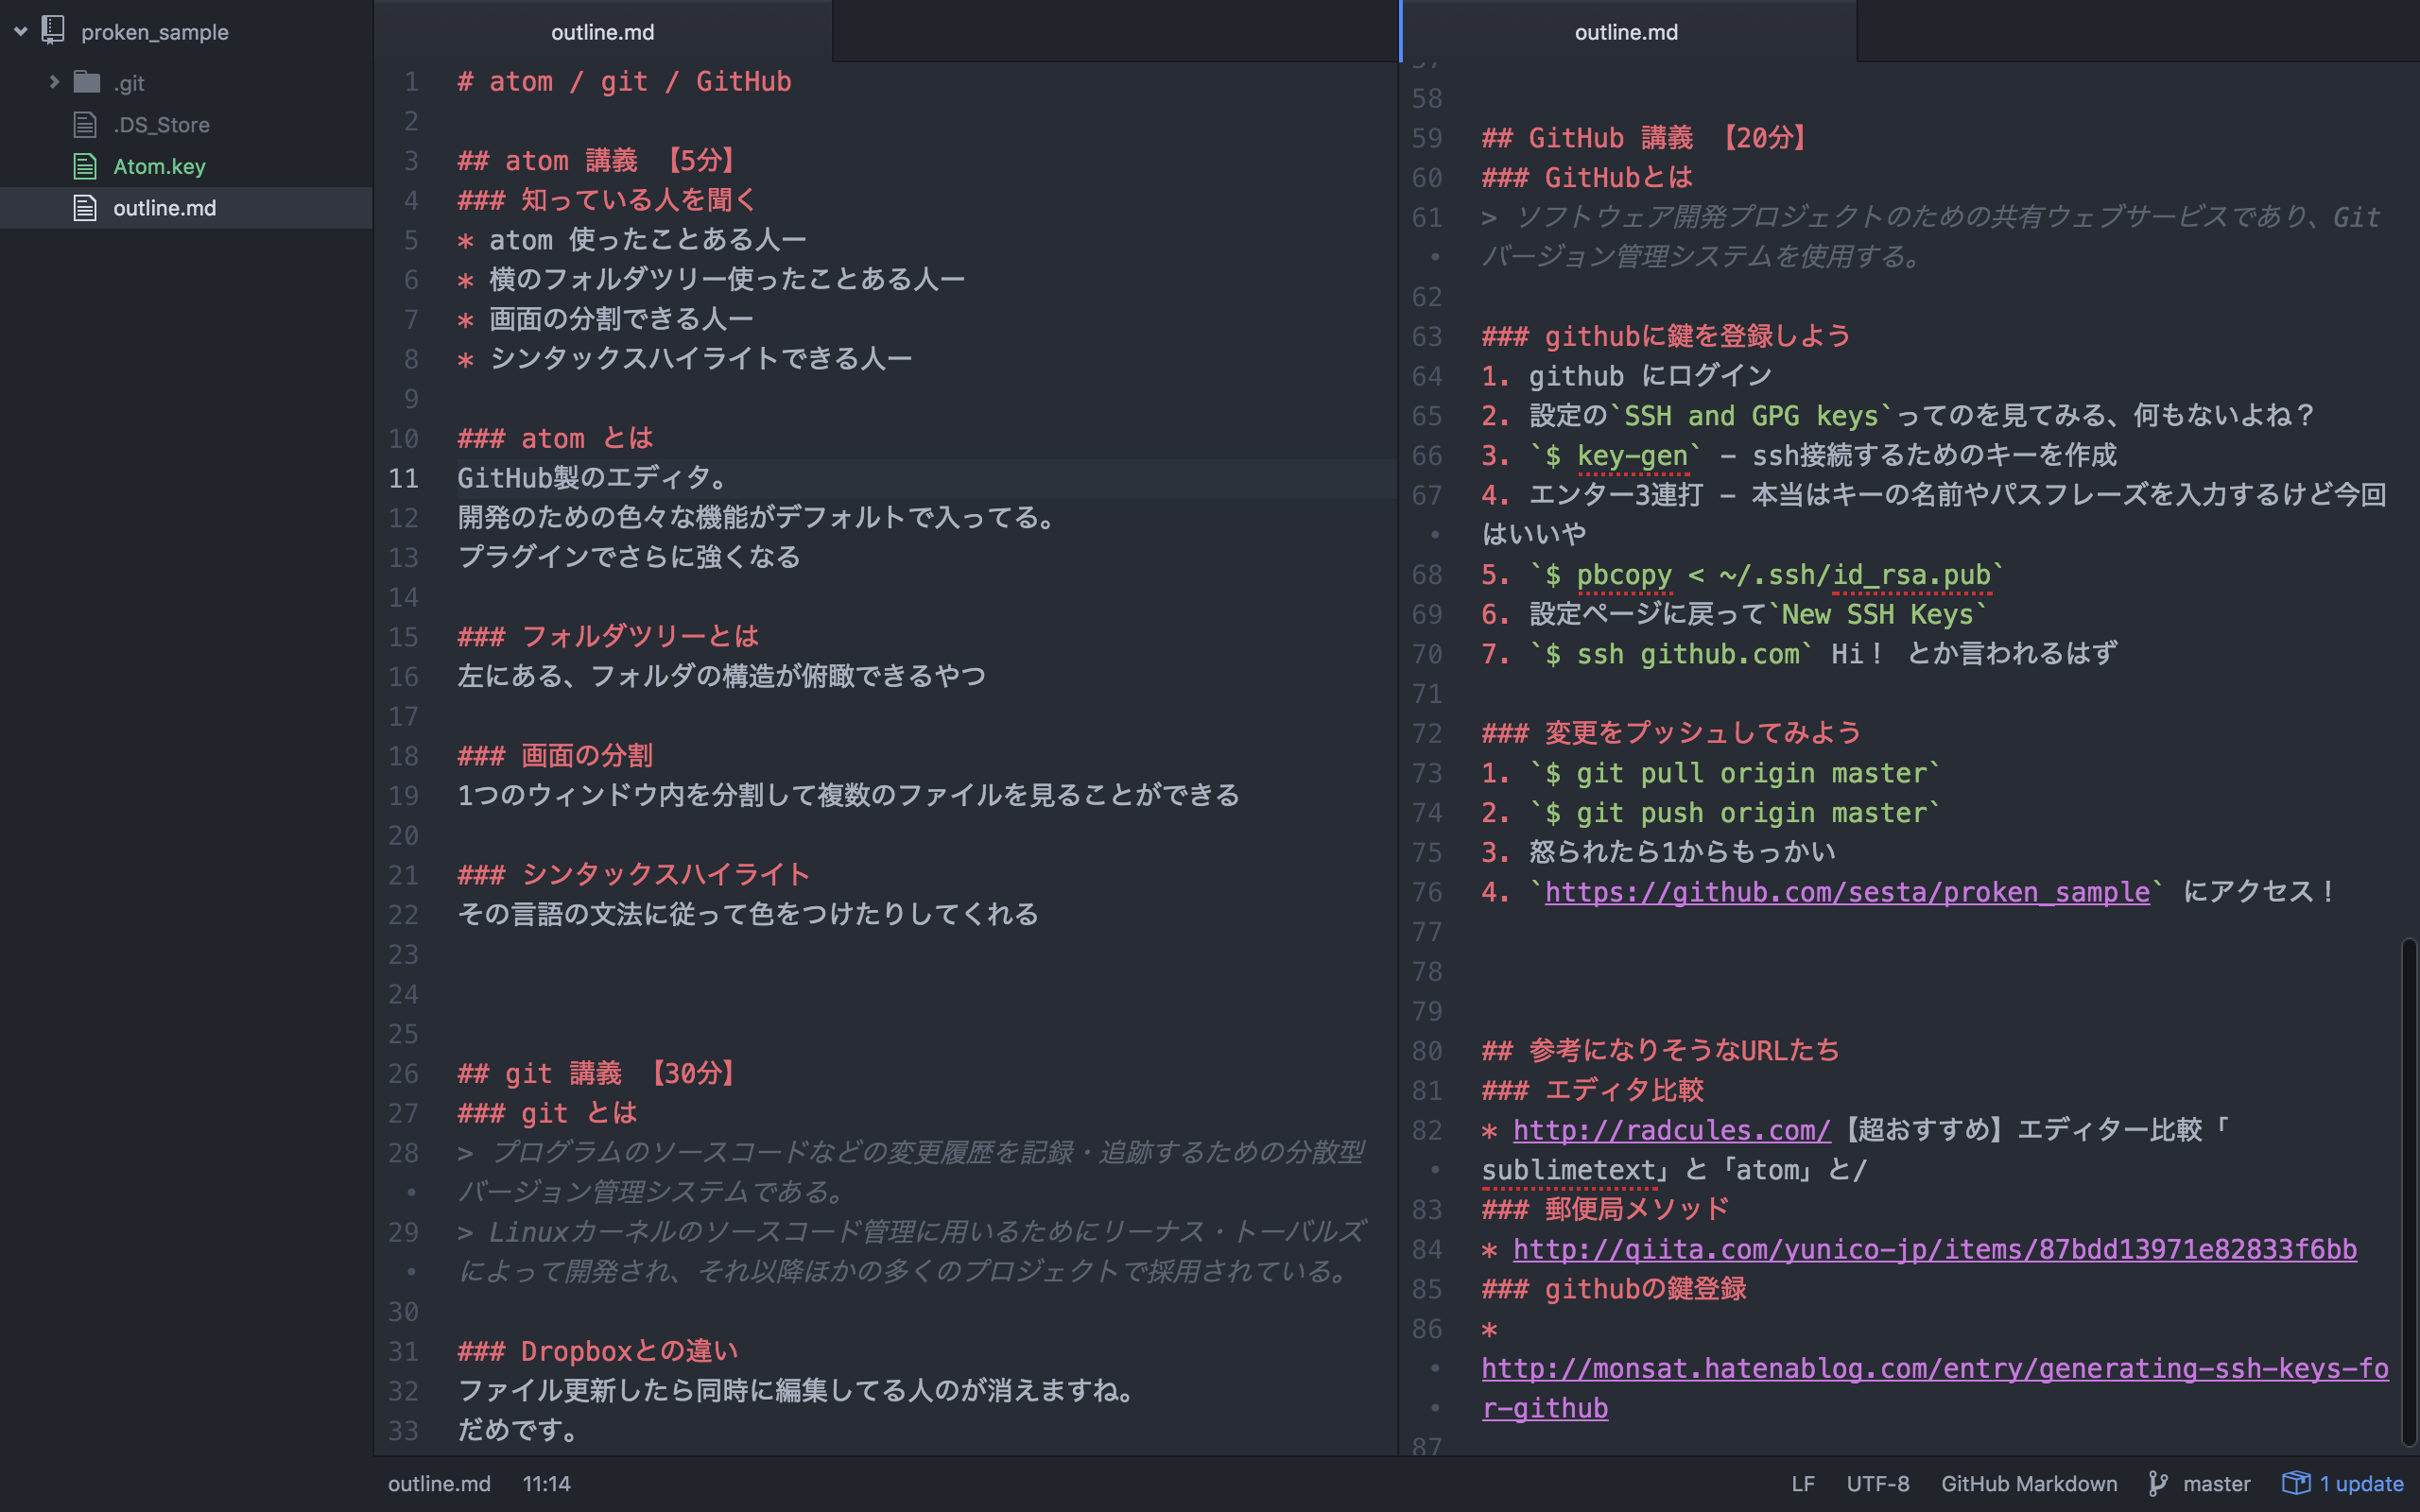 proken_sample
.git
.DS_Store
Atom.key
outline.md
outline.md
1 # atom / git / GitHub
2
3 ## atom 講義 【5分】
4 ### 知っている人を聞く
5 * atom 使ったことある人ー
6 * 横のフォルダツリー使ったことある人ー
7 * 画面の分割できる人ー
8 * シンタックスハイライトできる人ー
9
10 ### atom とは
11 GitHub製のエディタ。
12 開発のための色々な機能がデフォルトで入ってる。
13 プラグインでさらに強くなる
14
15 ### フォルダツリーとは
16 左にある、フォルダの構造が俯瞰できるやつ
17
18 ### 画面の分割
19 1つのウィンドウ内を分割して複数のファイルを見ることができる
20
21 ### シンタックスハイライト
22 その言語の文法に従って色をつけたりしてくれる
23
24
25
26 ## git 講義 【30分】
27 ### git とは
28 > プログラムのソースコードなどの変更履歴を記録・追跡するための分散型
• バージョン管理システムである。
29 > Linuxカーネルのソースコード管理に用いるためにリーナス・トーバルズ
• によって開発され、それ以降ほかの多くのプロジェクトで採用されている。
30
31 ### Dropboxとの違い
32 ファイル更新したら同時に編集してる人のが消えますね。
33 だめです。
outline.md
57
58
59 ## GitHub 講義 【20分】
60 ### GitHubとは
61 > ソフトウェア開発プロジェクトのための共有ウェブサービスであり、Git
• バージョン管理システムを使用する。
62
63 ### githubに鍵を登録しよう
64 1. github にログイン
65 2. 設定の`SSH and GPG keys`ってのを見てみる、何もないよね？
66 3. `$ key-gen` - ssh接続するためのキーを作成
67 4. エンター3連打 - 本当はキーの名前やパスフレーズを入力するけど今回
• はいいや
68 5. `$ pbcopy < ~/.ssh/id_rsa.pub`
69 6. 設定ページに戻って`New SSH Keys`
70 7. `$ ssh github.com` Hi！ とか言われるはず
71
72 ### 変更をプッシュしてみよう
73 1. `$ git pull origin master`
74 2. `$ git push origin master`
75 3. 怒られたら1からもっかい
76 4. `https://github.com/sesta/proken_sample` にアクセス！
77
78
79
80 ## 参考になりそうなURLたち
81 ### エディタ比較
82 * http://radcules.com/【超おすすめ】エディター比較「
• sublimetext」と「atom」と/
83 ### 郵便局メソッド
84 * http://qiita.com/yunico-jp/items/87bdd13971e82833f6bb
85 ### githubの鍵登録
86 *
• http://monsat.hatenablog.com/entry/generating-ssh-keys-fo
• r-github
87
outline.md 11:14
LF UTF-8 GitHub Markdown master 1 update